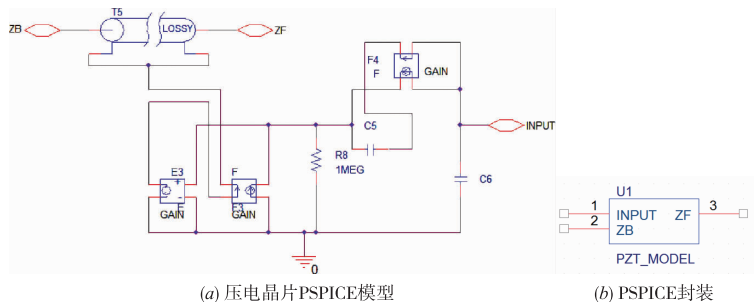 T5
ZB
LOSSY
ZF
F4
F
GAIN
C5
INPUT
R8
1MEG
C6
E3
F
+
-
E
F3
GAIN
GAIN
0
U1
1
INPUT
ZF
3
2
ZB
PZT_MODEL
(a) 压电晶片PSPICE模型
(b) PSPICE封装